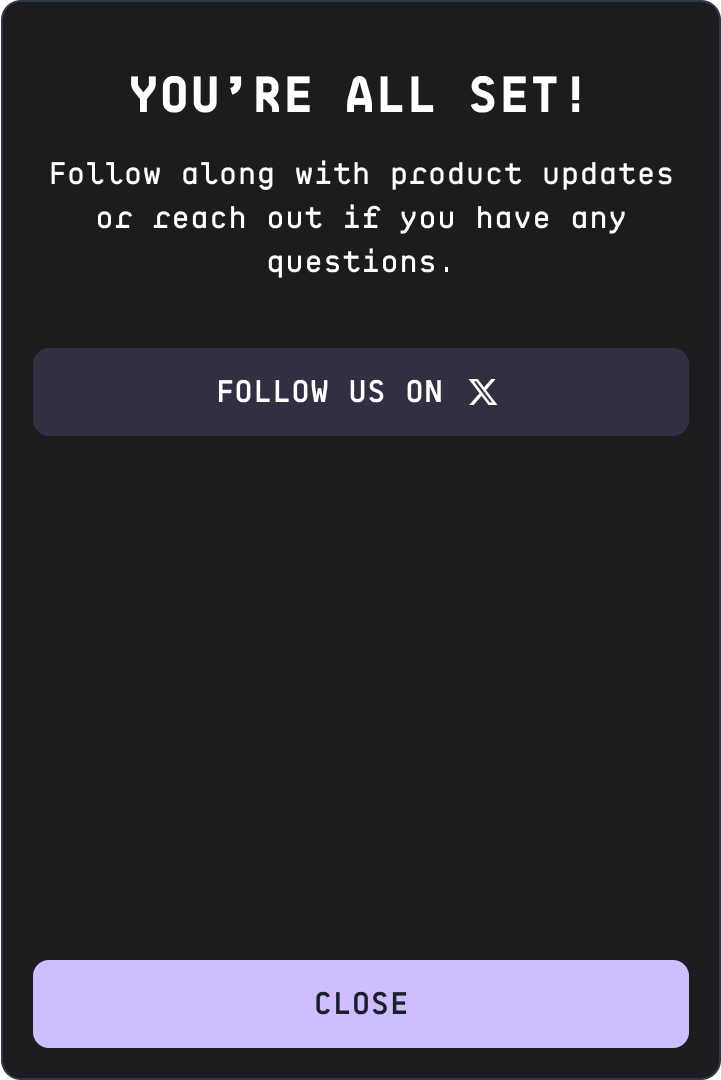 YOU’RE ALL SET!
Follow along with product updates
or reach out if you have any
questions.
FOLLOW US ON X
CLOSE